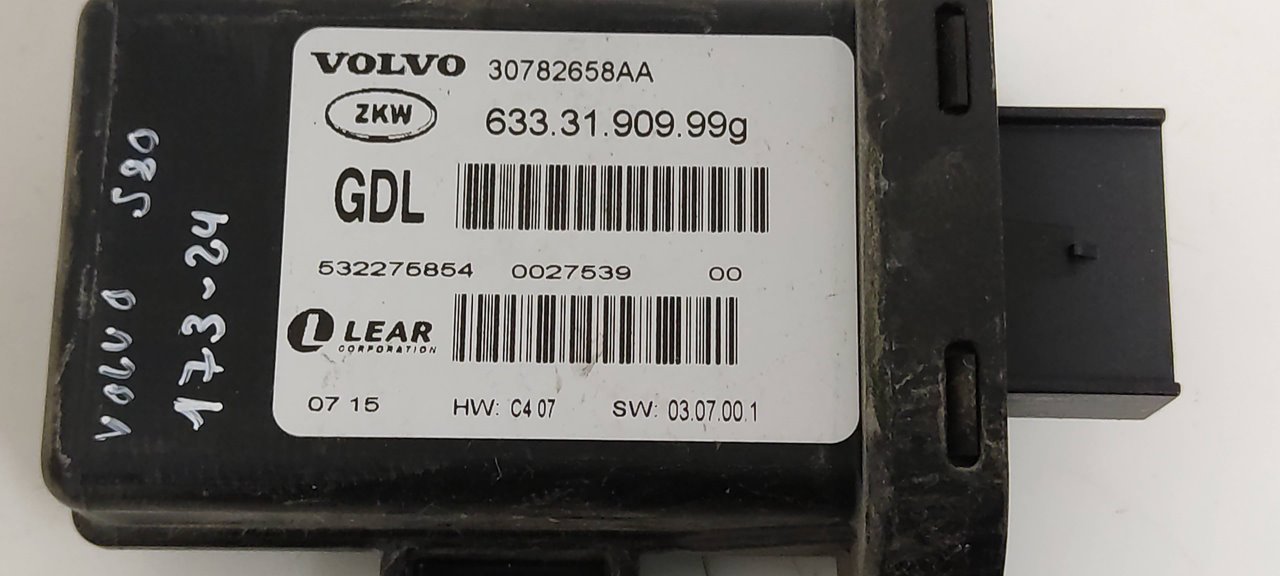 VOLVO 30782658AA
ZKW 633.31.909.99g
GDL
532276854 0027539 00
L LEAR
CORPORATION
07 15 HW: C4 07 SW: 03.07.00 1
VOLVO S80
173-24